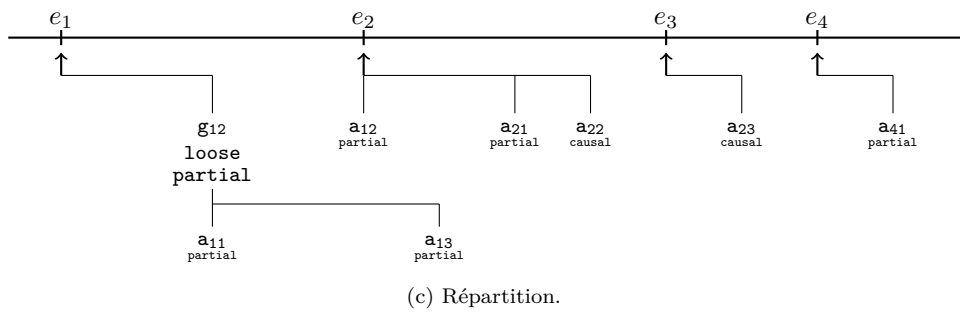 e₁ e₂ e₃ e₄
g₁₂ a₁₂ a₂₁ a₂₂ a₂₃ a₄₁
partial partial causal causal partial
loose
partial
a₁₁ a₁₃
partial partial
(c) Répartition.